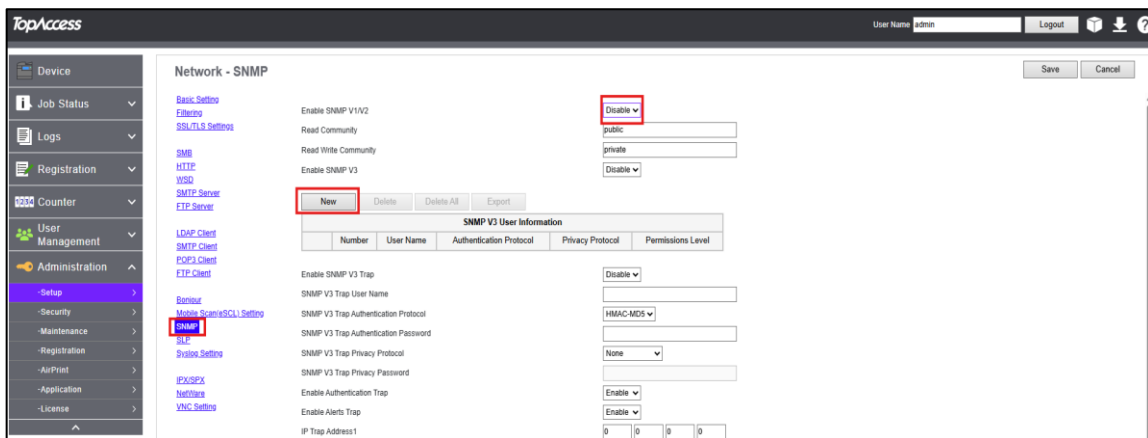 TopAccess
User Name admin Logout
Device
Job Status
Logs
Registration
1234 Counter
User Management
Administration
-Setup
-Security
-Maintenance
-Registration
-AirPrint
-Application
-License
Network - SNMP
Save Cancel
Basic Setting
Filtering
SSL/TLS Settings
SMB
HTTP
WSD
SMTP Server
FTP Server
LDAP Client
SMTP Client
POP3 Client
FTP Client
Bonjour
Mobile Scan(eSCL) Setting
SNMP
SLP
Syslog Setting
IPX/SPX
NetWare
VNC Setting
Enable SNMP V1/V2 Disable
Read Community public
Read Write Community private
Enable SNMP V3 Disable
New Delete Delete All Export
SNMP V3 User Information
Number User Name Authentication Protocol Privacy Protocol Permissions Level
Enable SNMP V3 Trap Disable
SNMP V3 Trap User Name
SNMP V3 Trap Authentication Protocol HMAC-MD5
SNMP V3 Trap Authentication Password
SNMP V3 Trap Privacy Protocol None
SNMP V3 Trap Privacy Password
Enable Authentication Trap Enable
Enable Alerts Trap Enable
IP Trap Address1 0 0 0 0